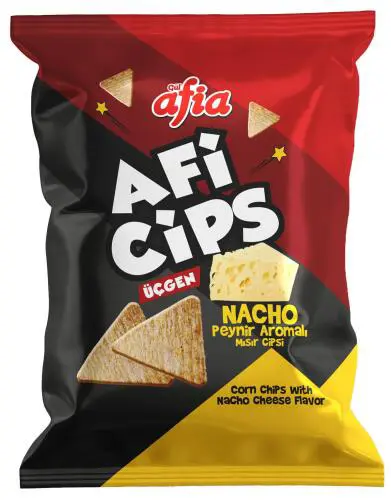 Gül
afia
AFİ
CİPS
ÜÇGEN
NACHO
Peynir Aromalı
Mısır Cipsi
Corn Chips With
Nacho Cheese Flavor